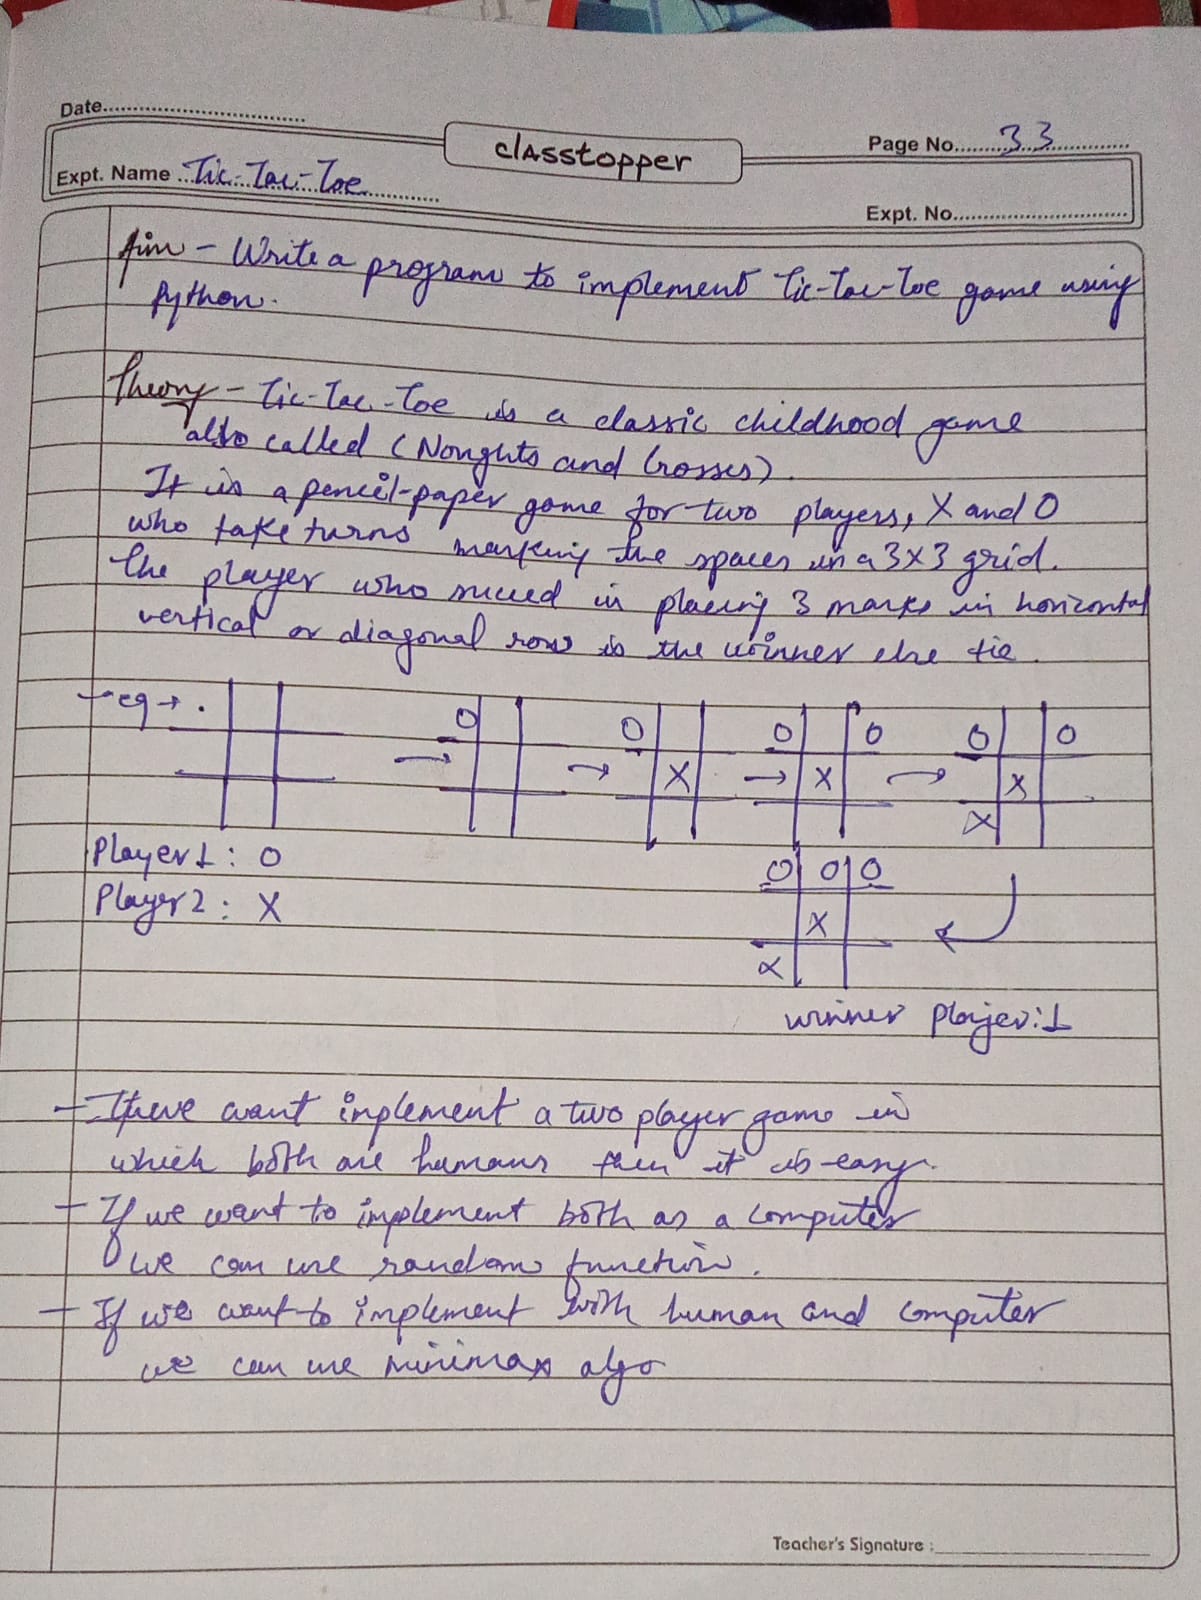 Date
classtopper
Page No. 33
Expt. Name Tic-Tac-Toe
Expt. No.
Aim - Write a program to implement Tic-Tac-Toe game using
Python.
Theory - Tic-Tac-Toe is a classic childhood game
also called (Noughts and Crosses).
It is a pencil-paper game for two players, X and O
who take turns marking the spaces in a 3x3 grid.
The player who succeed in placing 3 marks in horizontal
vertical or diagonal row is the winner else tie.
eg → .
O O O O O O
X X X X
Player 1 : O
Player 2 : X
O O O
X
X
winner player:1
- If we want implement a two player game in
which both are humans then it is easy.
- If we want to implement both as a computer
we can use random function.
- If we want to implement with human and computer
we can use minimax algo
Teacher's Signature :